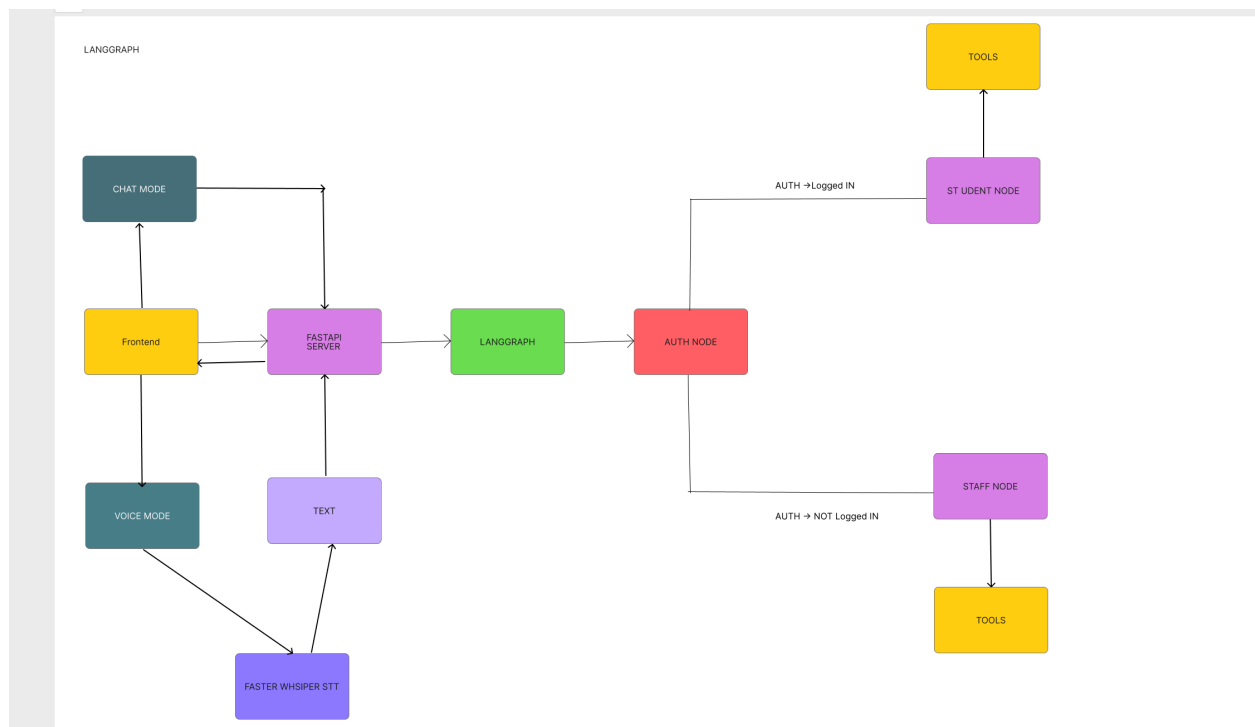 LANGGRAPH
TOOLS
CHAT MODE
AUTH →Logged IN
ST UDENT NODE
Frontend
FASTAPI
SERVER
LANGGRAPH
AUTH NODE
VOICE MODE
TEXT
STAFF NODE
AUTH → NOT Logged IN
TOOLS
FASTER WHSIPER STT